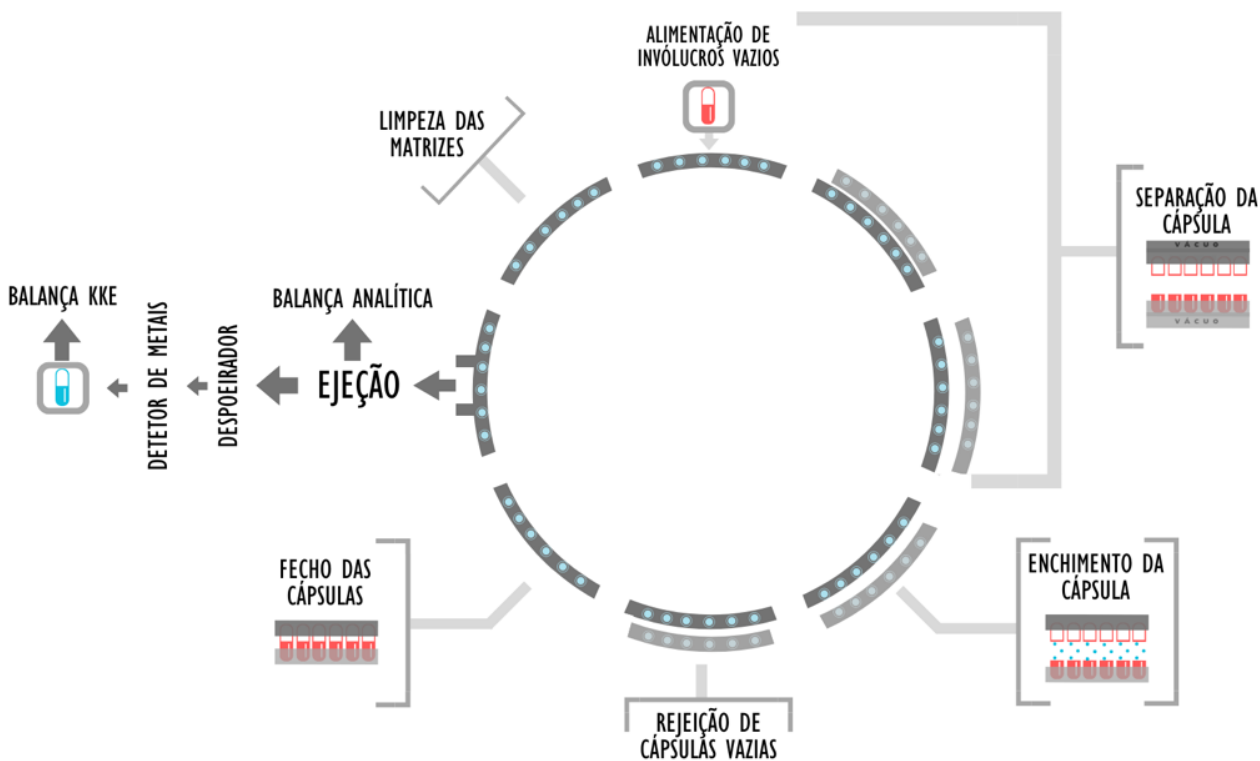 ALIMENTAÇÃO DE
INVÓLUCROS VAZIOS
LIMPEZA DAS
MATRIZES
SEPARAÇÃO DA
CÁPSULA
VÁCUO
VÁCUO
BALANÇA KKE
BALANÇA ANALÍTICA
DETETOR DE METAIS
DESPOEIRADOR
EJEÇÃO
FECHO DAS
CÁPSULAS
ENCHIMENTO DA
CÁPSULA
REJEIÇÃO DE
CÁPSULAS VAZIAS